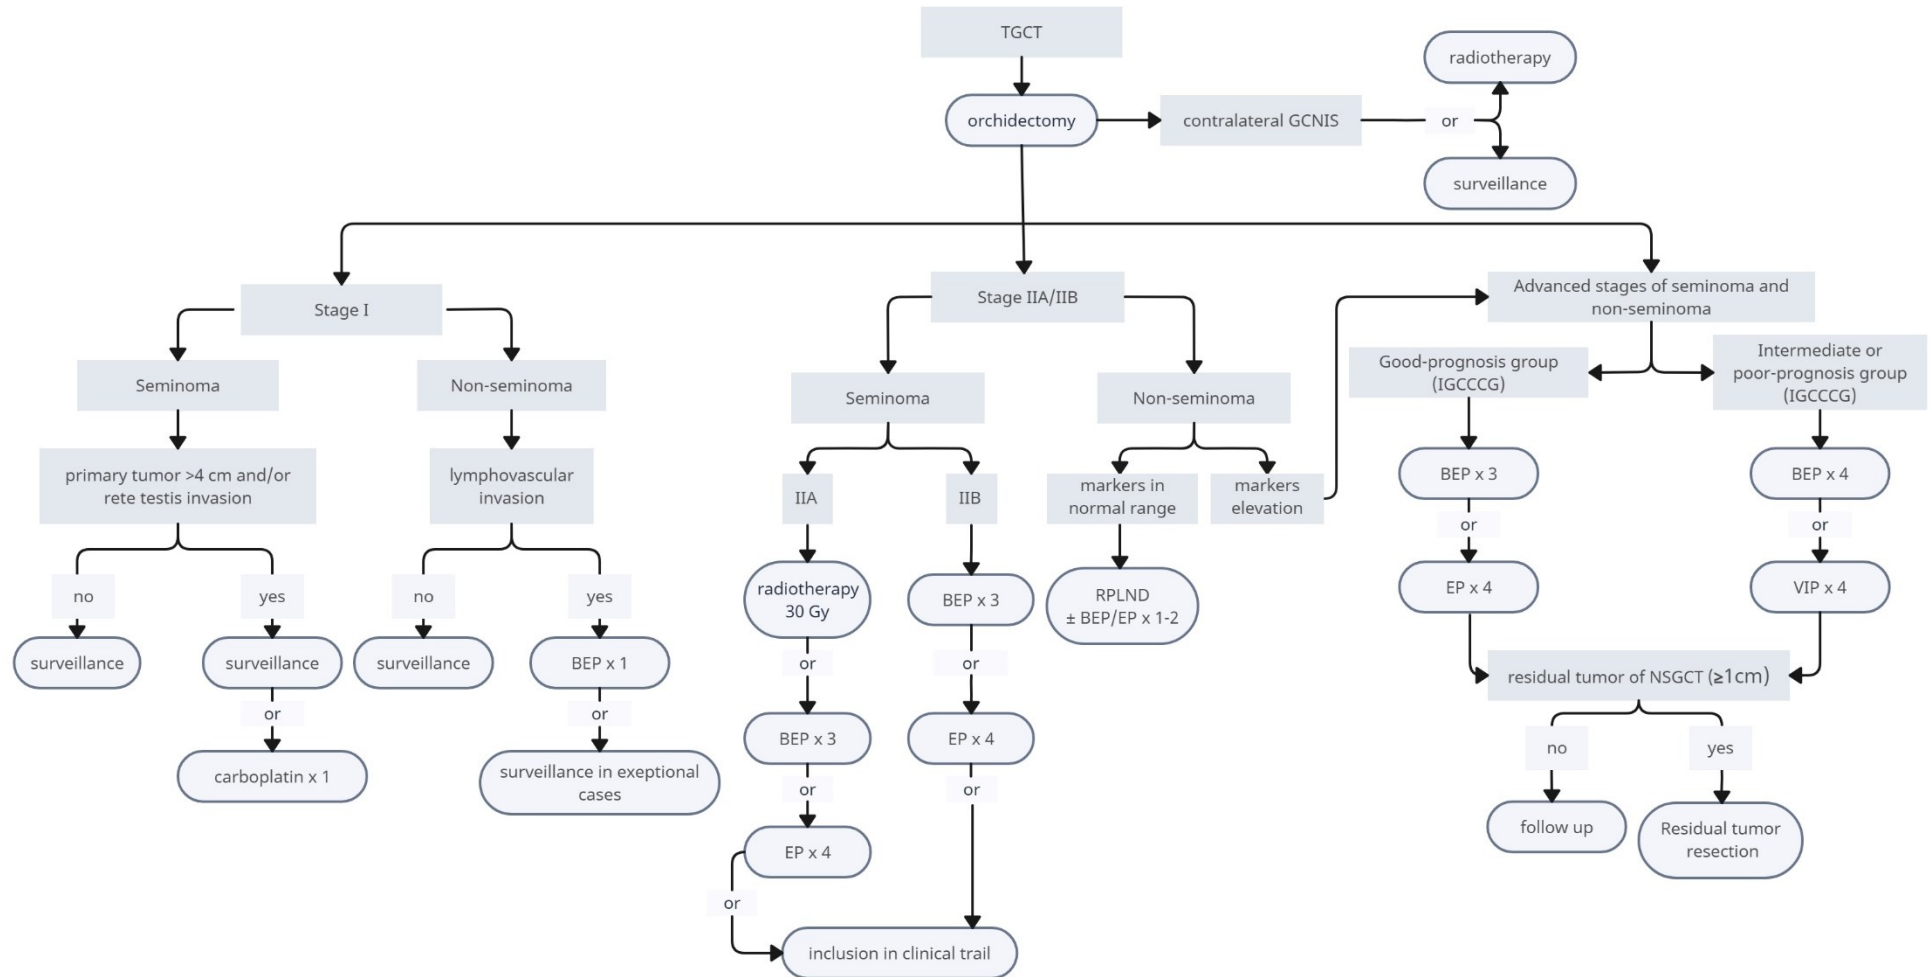 TGCT
orchidectomy
contralateral GCNIS
or
radiotherapy
surveillance
Stage I
Seminoma
primary tumor >4 cm and/or
rete testis invasion
no
surveillance
yes
surveillance
or
carboplatin x 1
Non-seminoma
lymphovascular
invasion
no
surveillance
yes
BEP x 1
or
surveillance in exeptional
cases
Stage IIA/IIB
Seminoma
IIA
radiotherapy
30 Gy
or
BEP x 3
or
EP x 4
or
IIB
BEP x 3
or
EP x 4
or
inclusion in clinical trail
Non-seminoma
markers in
normal range
RPLND
± BEP/EP x 1-2
markers
elevation
Advanced stages of seminoma and
non-seminoma
Good-prognosis group
(IGCCCG)
BEP x 3
or
EP x 4
Intermediate or
poor-prognosis group
(IGCCCG)
BEP x 4
or
VIP x 4
residual tumor of NSGCT (≥1cm)
no
follow up
yes
Residual tumor
resection